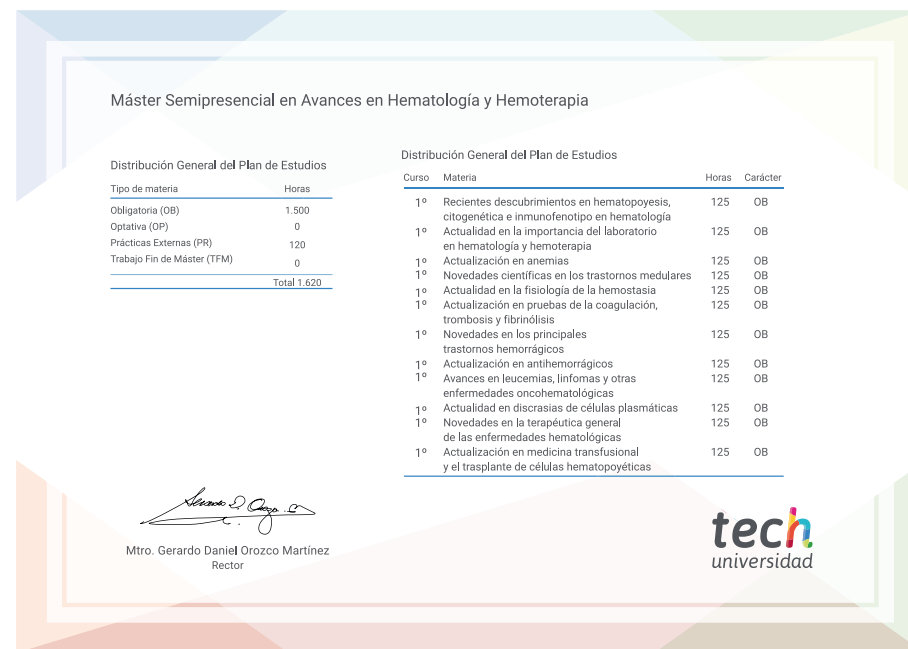 Máster Semipresencial en Avances en Hematología y Hemoterapia
Distribución General del Plan de Estudios
Tipo de materia Horas
Obligatoria (OB) 1.500
Optativa (OP) 0
Prácticas Externas (PR) 120
Trabajo Fin de Máster (TFM) 0
Total 1.620
Distribución General del Plan de Estudios
Curso Materia Horas Carácter
1º Recientes descubrimientos en hematopoyesis, 125 OB
citogenética e inmunofenotipo en hematología
1º Actualidad en la importancia del laboratorio 125 OB
en hematología y hemoterapia
1º Actualización en anemias 125 OB
1º Novedades científicas en los trastornos medulares 125 OB
1º Actualidad en la fisiología de la hemostasia 125 OB
1º Actualización en pruebas de la coagulación, 125 OB
trombosis y fibrinólisis
1º Novedades en los principales 125 OB
trastornos hemorrágicos
1º Actualización en antihemorrágicos 125 OB
1º Avances en leucemias, linfomas y otras 125 OB
enfermedades oncohematológicas
1º Actualidad en discrasias de células plasmáticas 125 OB
1º Novedades en la terapéutica general 125 OB
de las enfermedades hematológicas
1º Actualización en medicina transfusional 125 OB
y el trasplante de células hematopoyéticas
Mtro. Gerardo Daniel Orozco Martínez
Rector
tech
universidad